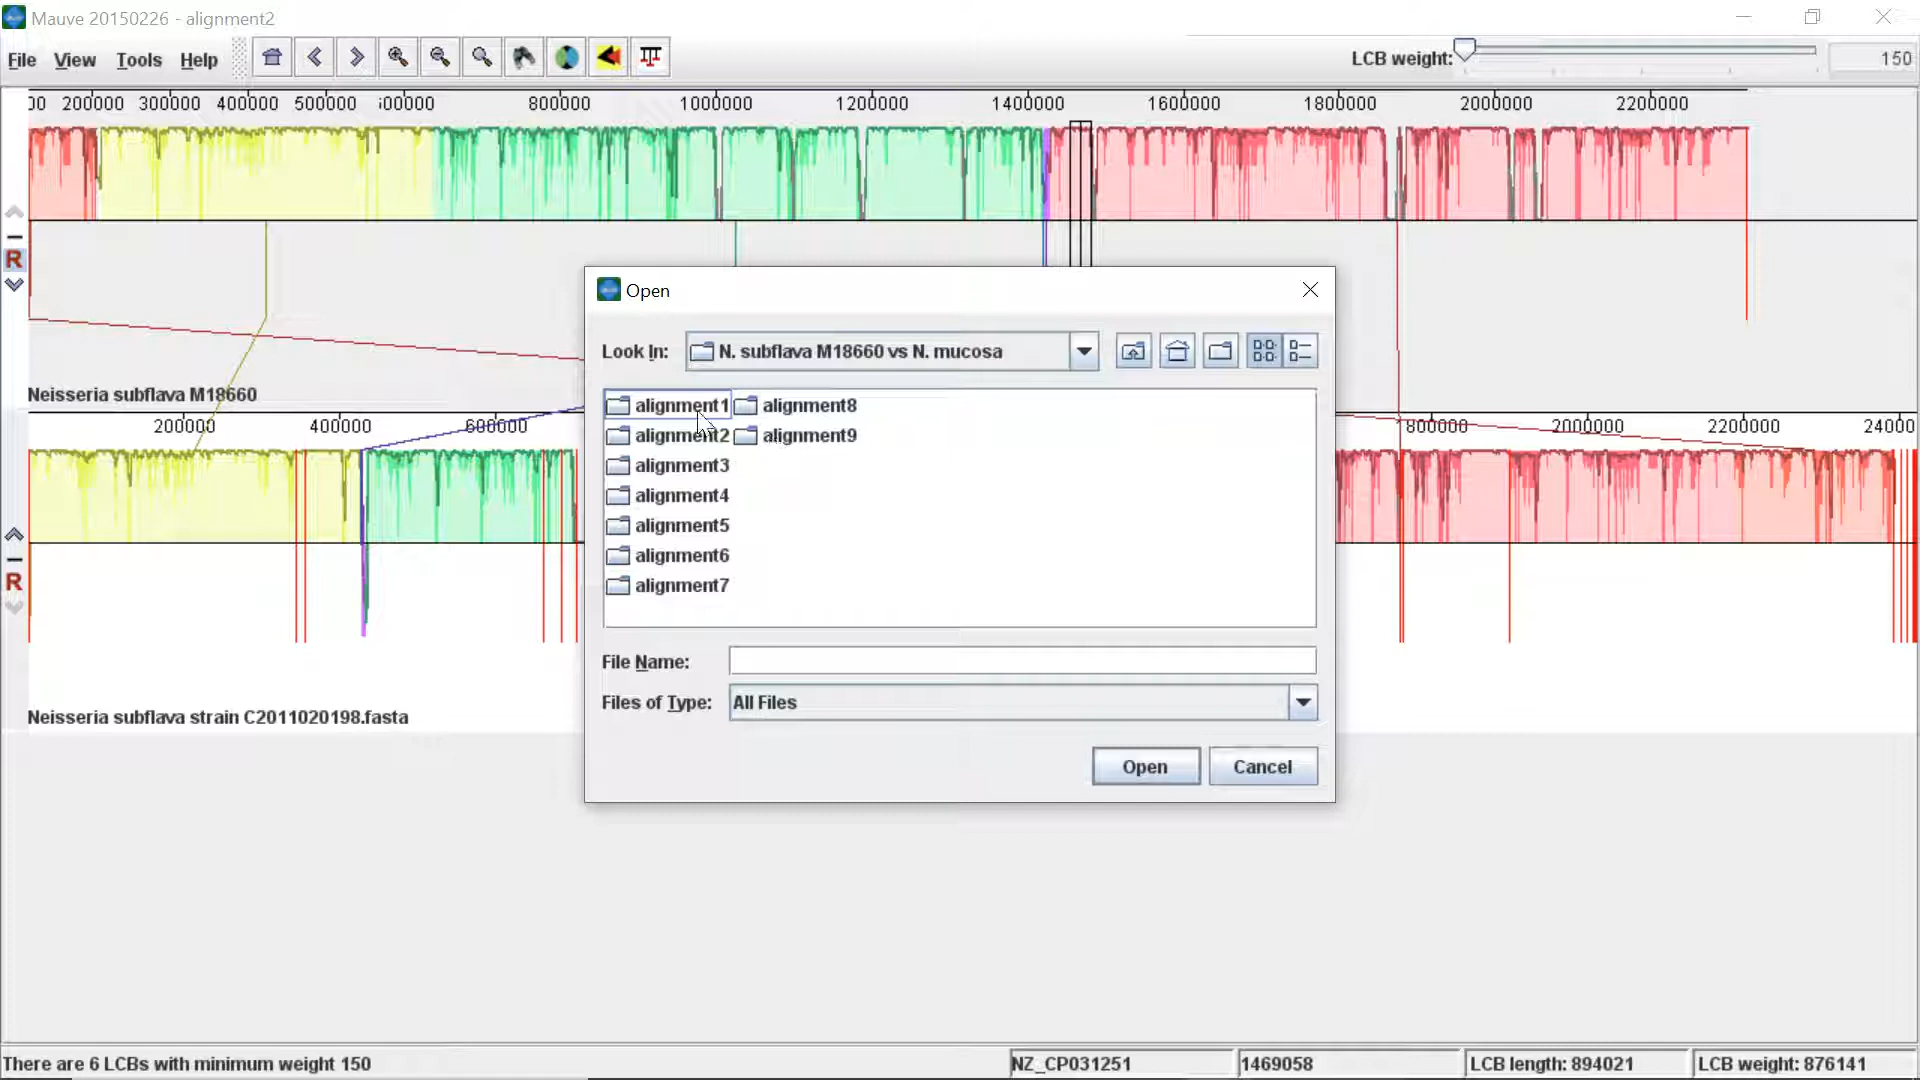 Mauve 20150226 - alignment2
File View Tools Help
LCB weight: 150
00 200000 300000 400000 500000 600000 800000 1000000 1200000 1400000 1600000 1800000 2000000 2200000
R
Neisseria subflava M18660
200000 400000 600000 800000 2000000 2200000 24000
R
Neisseria subflava strain C2011020198.fasta
Open
Look In: N. subflava M18660 vs N. mucosa
alignment1 alignment8
alignment2 alignment9
alignment3
alignment4
alignment5
alignment6
alignment7
File Name:
Files of Type: All Files
Open Cancel
There are 6 LCBs with minimum weight 150
NZ_CP031251 1469058 LCB length: 894021 LCB weight: 876141